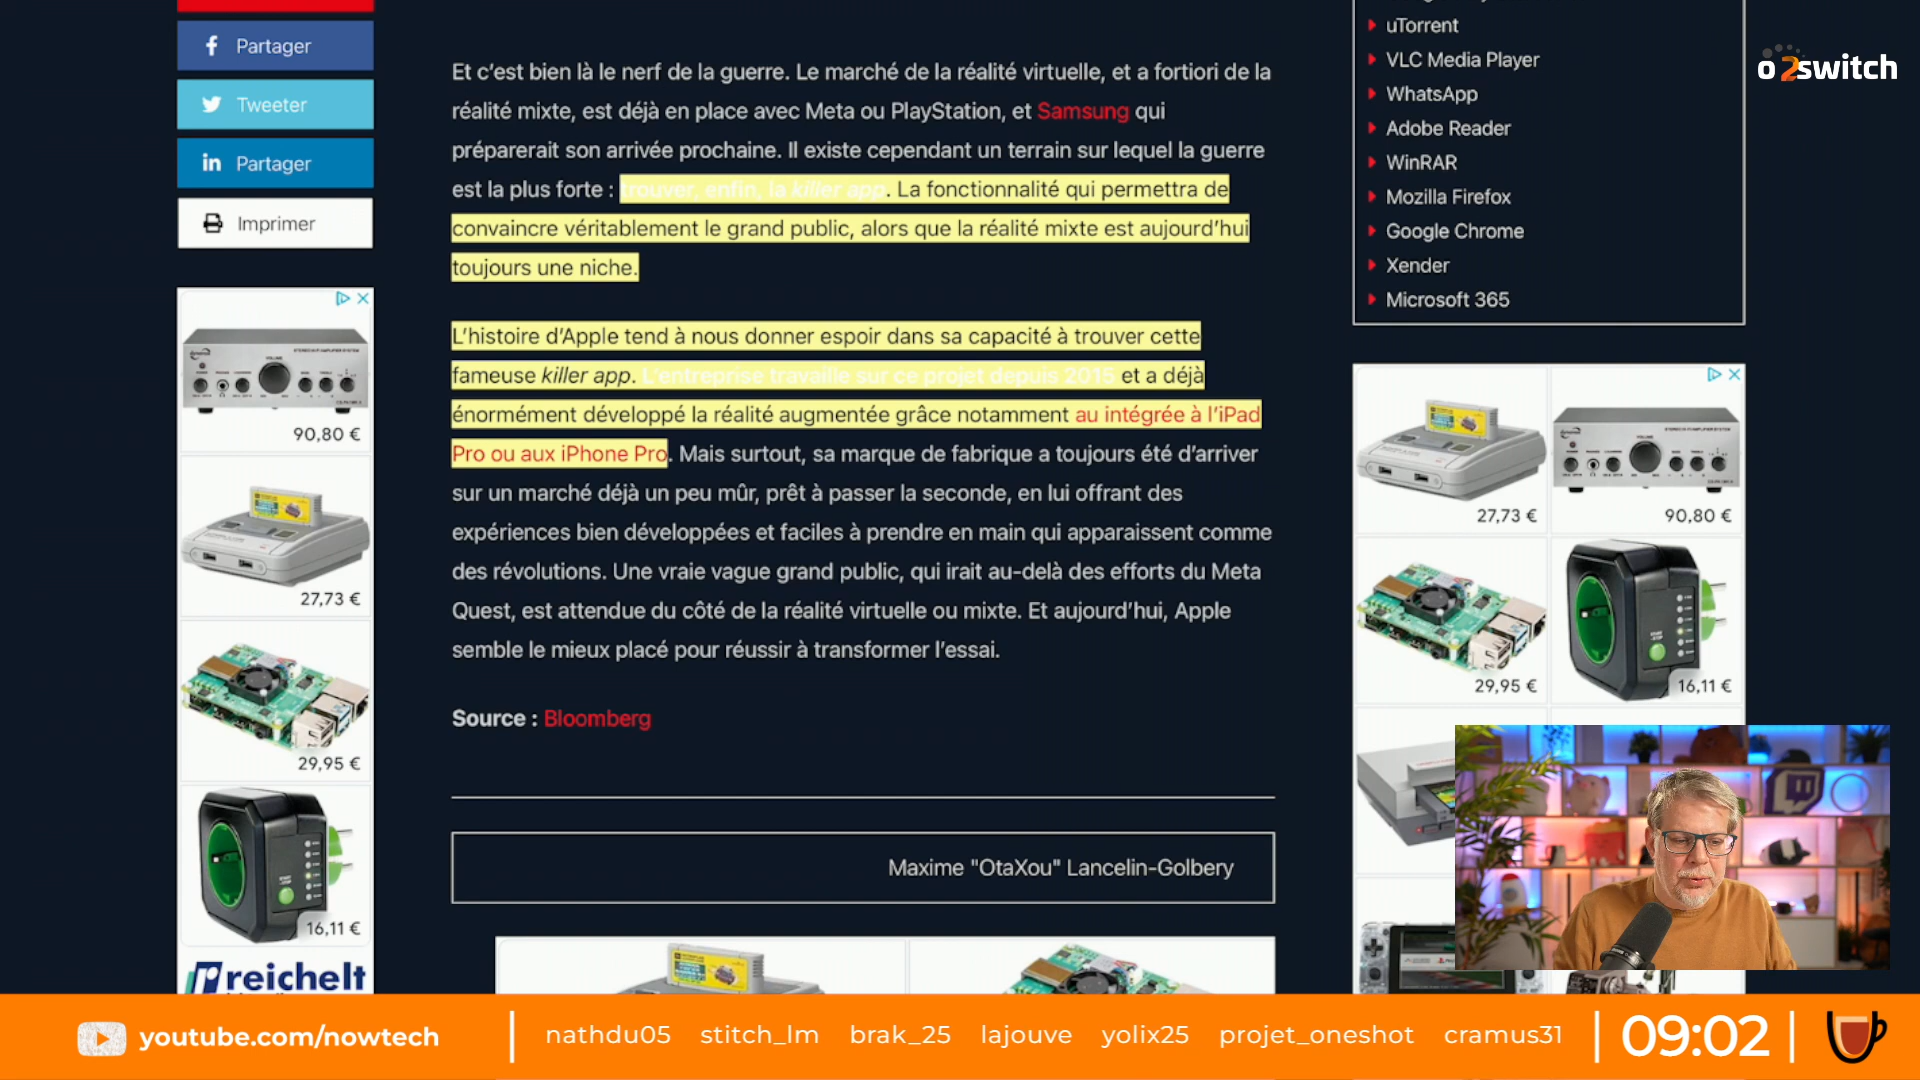 Partager
Tweeter
Partager
Imprimer
90,80 €
27,73 €
29,95 €
16,11 €
reichelt
Et c'est bien là le nerf de la guerre. Le marché de la réalité virtuelle, et a fortiori de la
réalité mixte, est déjà en place avec Meta ou PlayStation, et Samsung qui
préparerait son arrivée prochaine. Il existe cependant un terrain sur lequel la guerre
est la plus forte : trouver, enfin, la killer app. La fonctionnalité qui permettra de
convaincre véritablement le grand public, alors que la réalité mixte est aujourd'hui
toujours une niche.
L'histoire d'Apple tend à nous donner espoir dans sa capacité à trouver cette
fameuse killer app. L'entreprise travaille sur ce projet depuis 2015 et a déjà
énormément développé la réalité augmentée grâce notamment au intégrée à l'iPad
Pro ou aux iPhone Pro. Mais surtout, sa marque de fabrique a toujours été d'arriver
sur un marché déjà un peu mûr, prêt à passer la seconde, en lui offrant des
expériences bien développées et faciles à prendre en main qui apparaissent comme
des révolutions. Une vraie vague grand public, qui irait au-delà des efforts du Meta
Quest, est attendue du côté de la réalité virtuelle ou mixte. Et aujourd'hui, Apple
semble le mieux placé pour réussir à transformer l'essai.
Source : Bloomberg
Maxime "OtaXou" Lancelin-Golbery
uTorrent
VLC Media Player
WhatsApp
Adobe Reader
WinRAR
Mozilla Firefox
Google Chrome
Xender
Microsoft 365
o2switch
27,73 €
90,80 €
29,95 €
16,11 €
youtube.com/nowtech
nathdu05 stitch_lm brak_25 lajouve yolix25 projet_oneshot cramus31
09:02